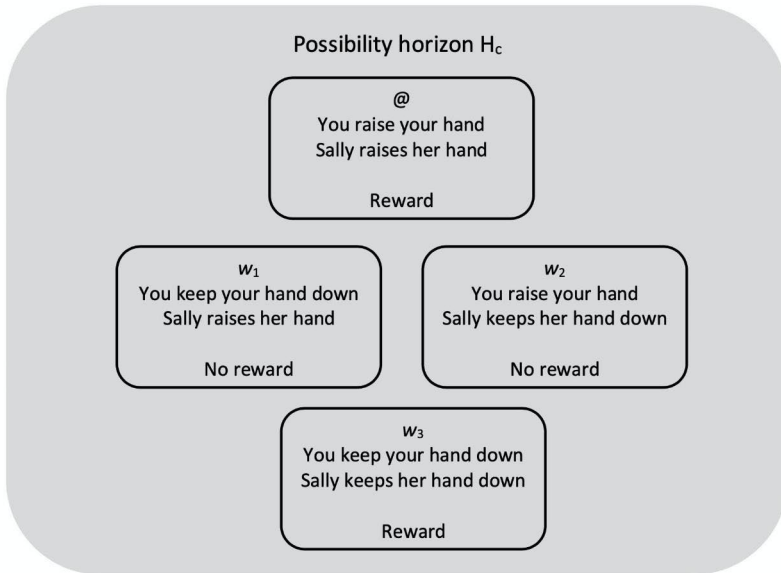 Possibility horizon H꜀
@
You raise your hand
Sally raises her hand
Reward
w₁
You keep your hand down
Sally raises her hand
No reward
w₂
You raise your hand
Sally keeps her hand down
No reward
w₃
You keep your hand down
Sally keeps her hand down
Reward